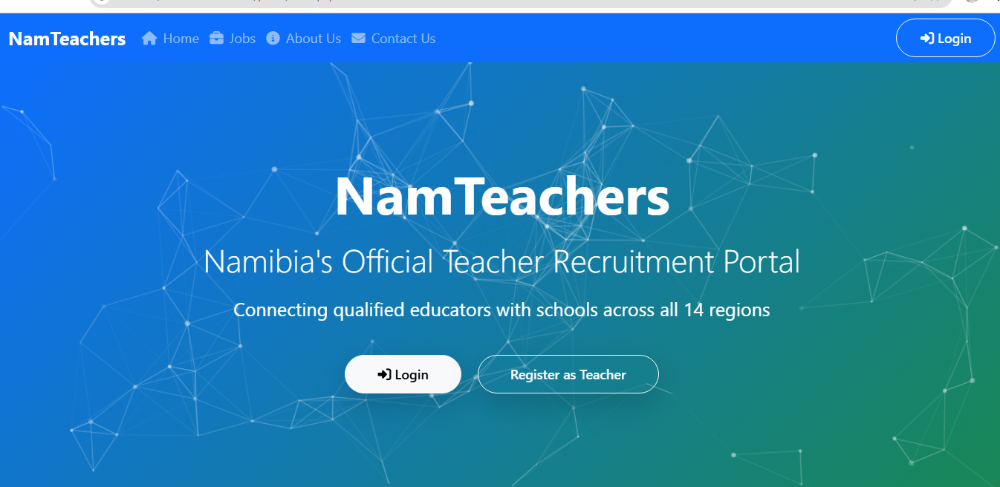 NamTeachers Home Jobs About Us Contact Us Login
NamTeachers
Namibia's Official Teacher Recruitment Portal
Connecting qualified educators with schools across all 14 regions
Login Register as Teacher